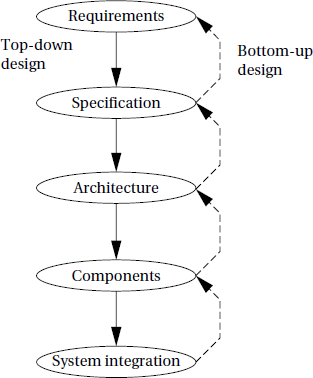 Requirements
Top-down
design
Bottom-up
design
Specification
Architecture
Components
System integration